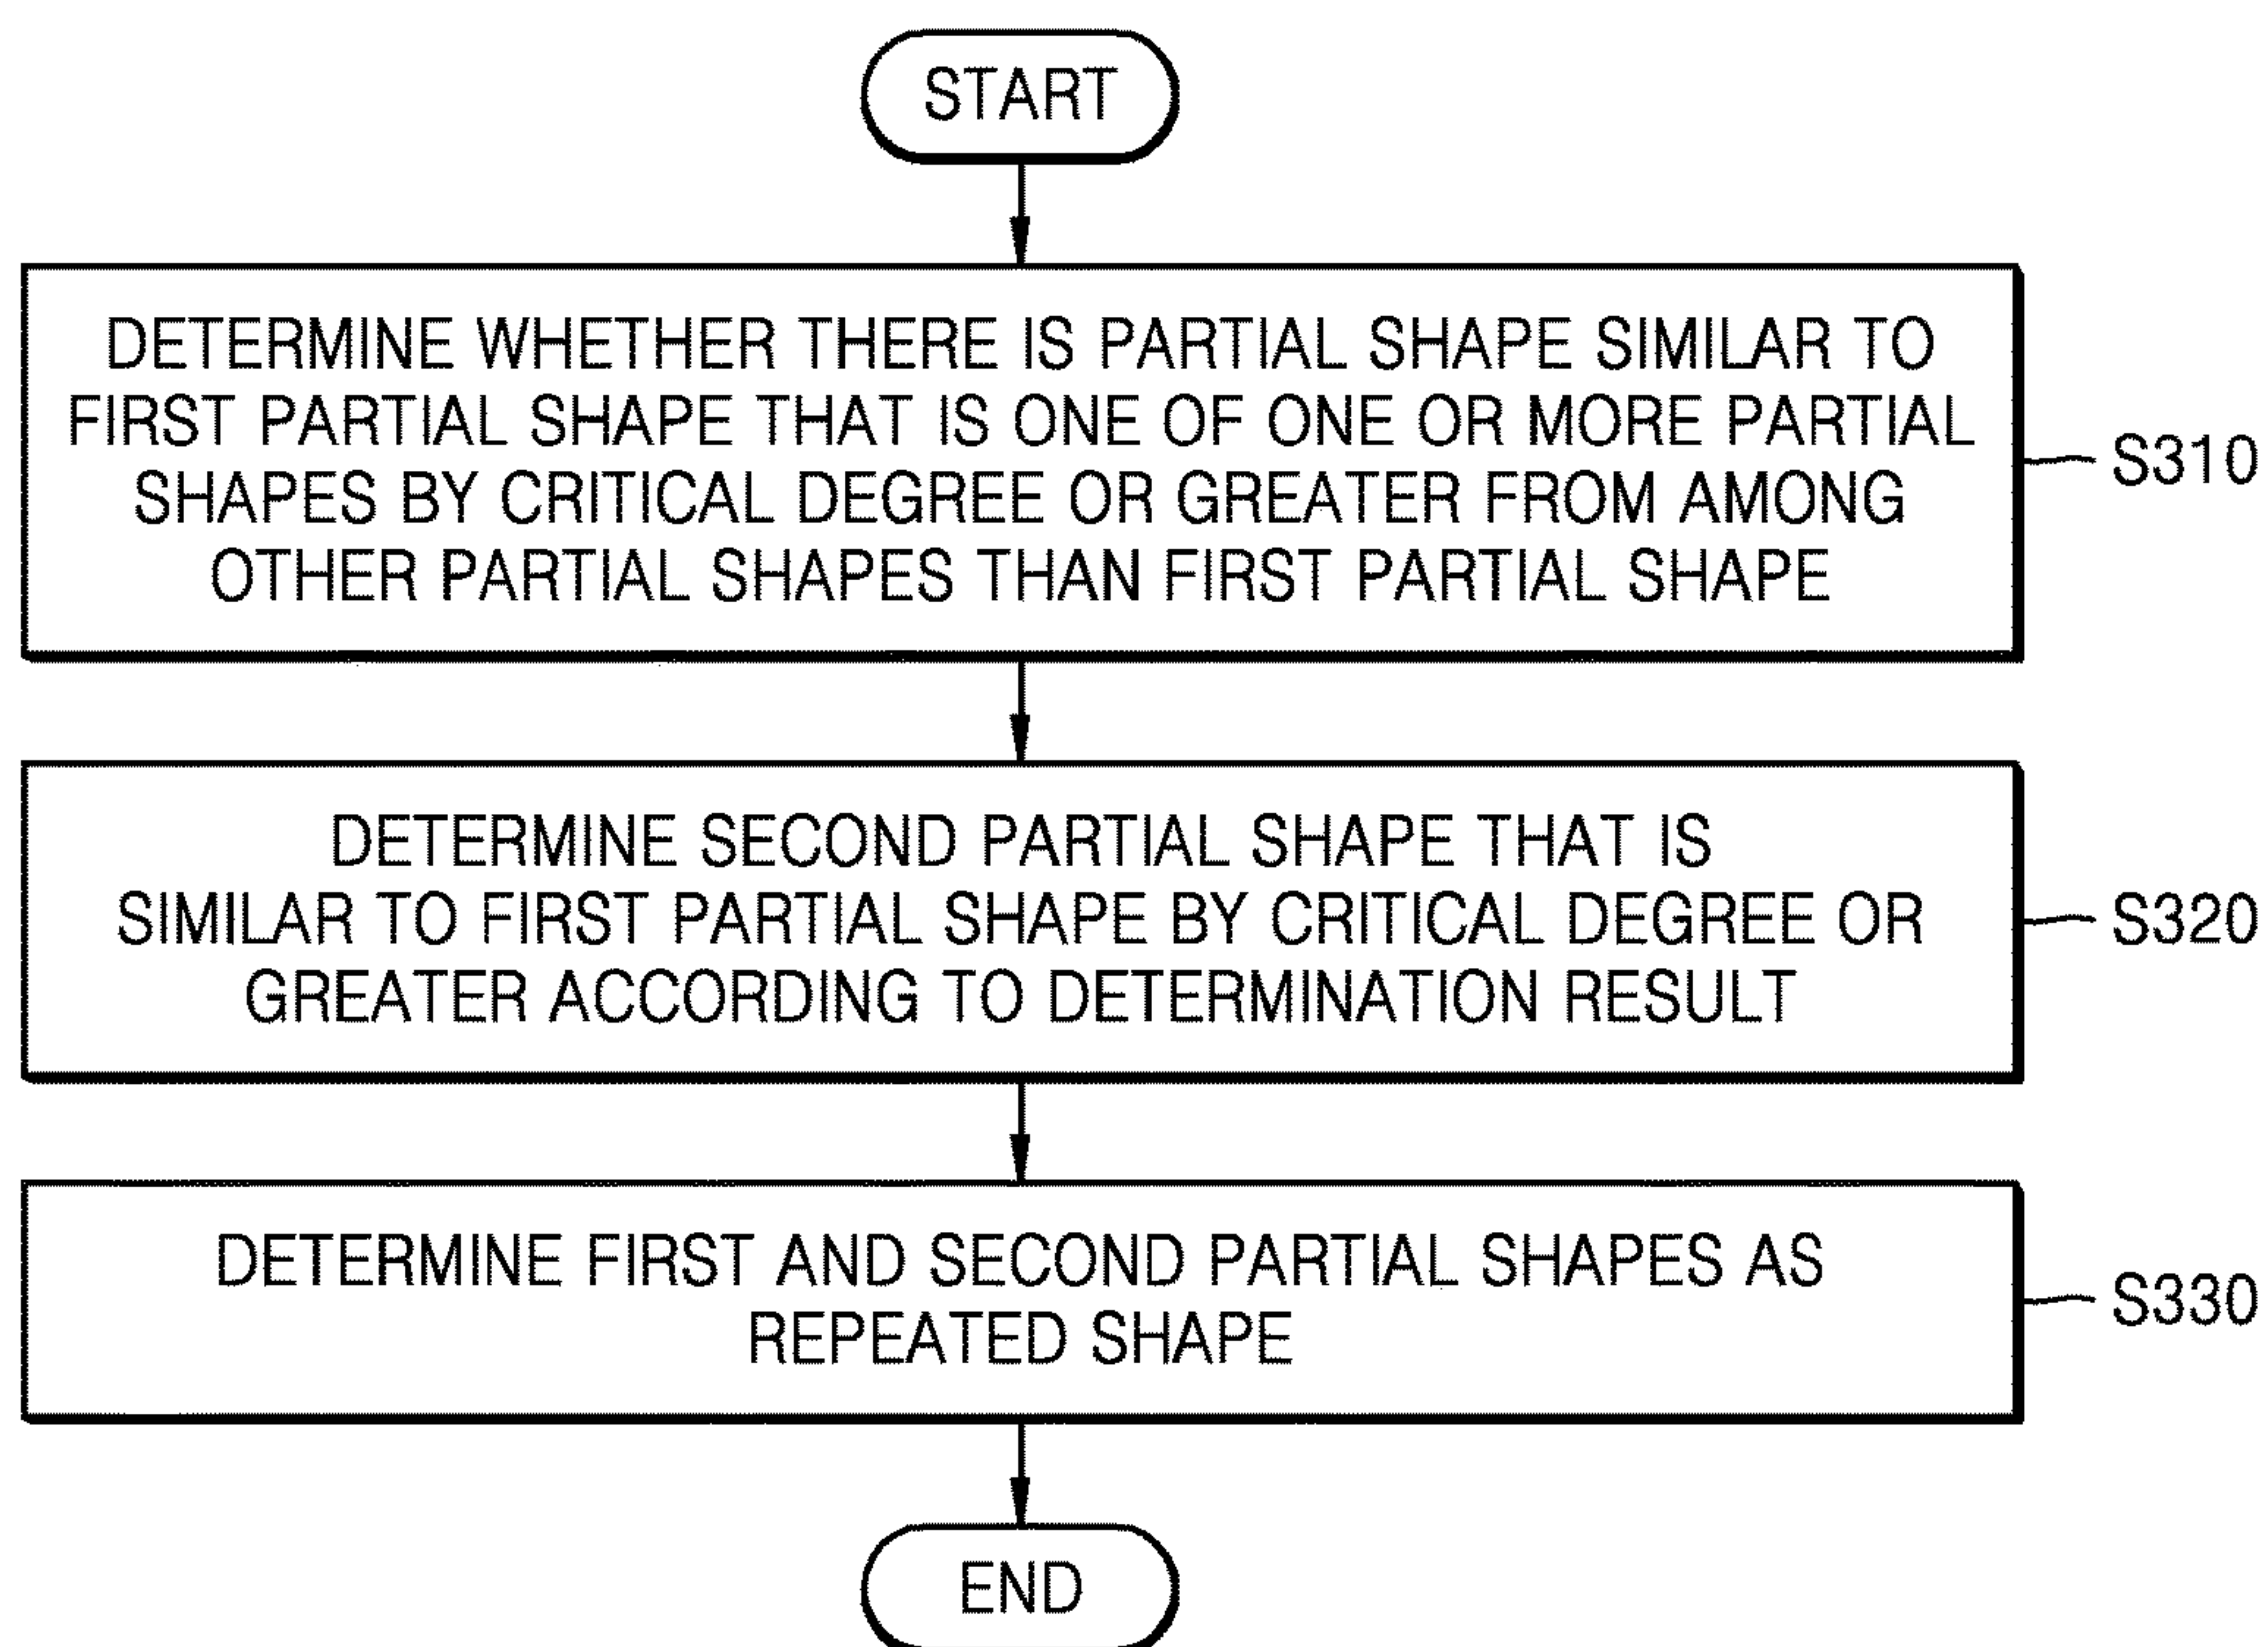 START
DETERMINE WHETHER THERE IS PARTIAL SHAPE SIMILAR TO
FIRST PARTIAL SHAPE THAT IS ONE OF ONE OR MORE PARTIAL
SHAPES BY CRITICAL DEGREE OR GREATER FROM AMONG
OTHER PARTIAL SHAPES THAN FIRST PARTIAL SHAPE
S310
DETERMINE SECOND PARTIAL SHAPE THAT IS
SIMILAR TO FIRST PARTIAL SHAPE BY CRITICAL DEGREE OR
GREATER ACCORDING TO DETERMINATION RESULT
S320
DETERMINE FIRST AND SECOND PARTIAL SHAPES AS
REPEATED SHAPE
S330
END